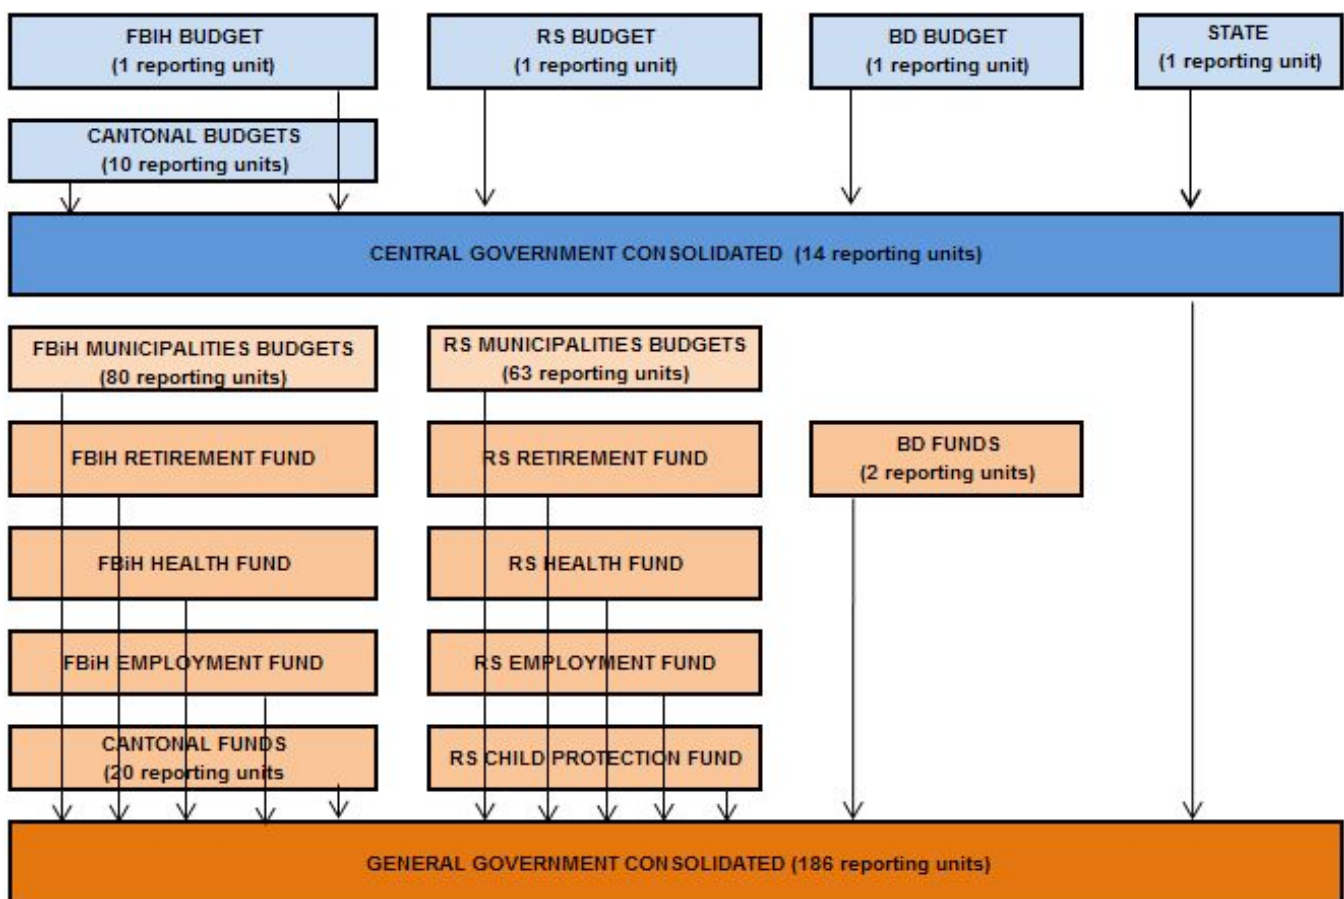 FBIH BUDGET
(1 reporting unit)
RS BUDGET
(1 reporting unit)
BD BUDGET
(1 reporting unit)
STATE
(1 reporting unit)
CANTONAL BUDGETS
(10 reporting units)
CENTRAL GOVERNMENT CONSOLIDATED (14 reporting units)
FBiH MUNICIPALITIES BUDGETS
(80 reporting units)
RS MUNICIPALITIES BUDGETS
(63 reporting units)
FBIH RETIREMENT FUND
RS RETIREMENT FUND
BD FUNDS
(2 reporting units)
FBiH HEALTH FUND
RS HEALTH FUND
FBiH EMPLOYMENT FUND
RS EMPLOYMENT FUND
CANTONAL FUNDS
(20 reporting units
RS CHILD PROTECTION FUND
GENERAL GOVERNMENT CONSOLIDATED (186 reporting units)